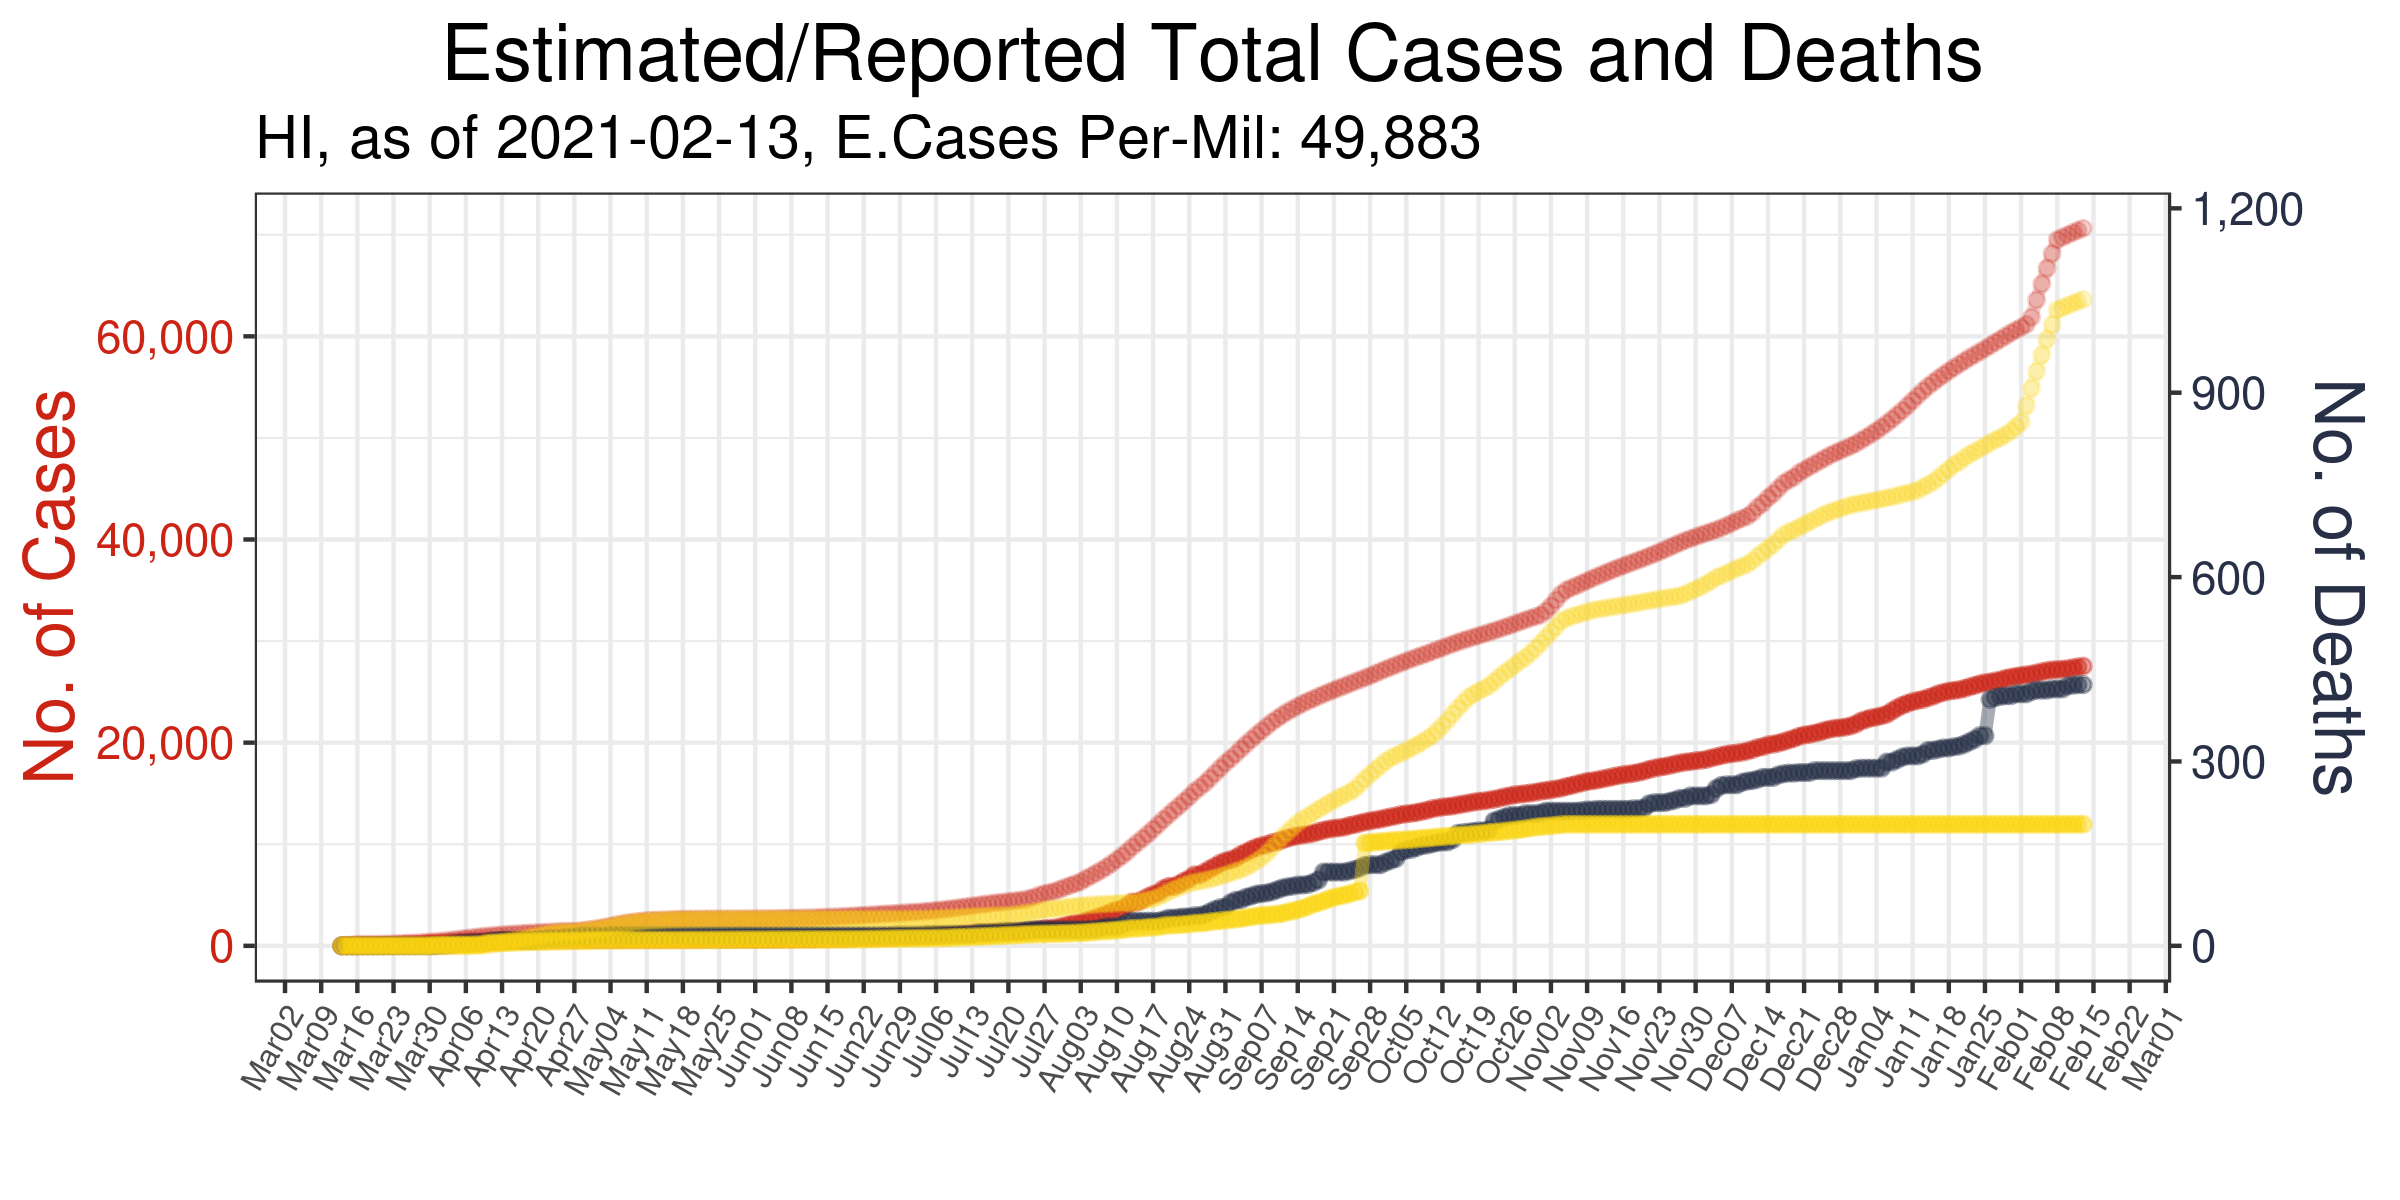 Estimated/Reported Total Cases and Deaths
HI, as of 2021-02-13, E.Cases Per-Mil: 49,883
No. of Cases
60,000
40,000
20,000
0
1,200
900
600
300
0
No. of Deaths
Mar02 Mar09 Mar16 Mar23 Mar30 Apr06 Apr13 Apr20 Apr27 May04 May11 May18 May25 Jun01 Jun08 Jun15 Jun22 Jun29 Jul06 Jul13 Jul20 Jul27 Aug03 Aug10 Aug17 Aug24 Aug31 Sep07 Sep14 Sep21 Sep28 Oct05 Oct12 Oct19 Oct26 Nov02 Nov09 Nov16 Nov23 Nov30 Dec07 Dec14 Dec21 Dec28 Jan04 Jan11 Jan18 Jan25 Feb01 Feb08 Feb15 Feb22 Mar01